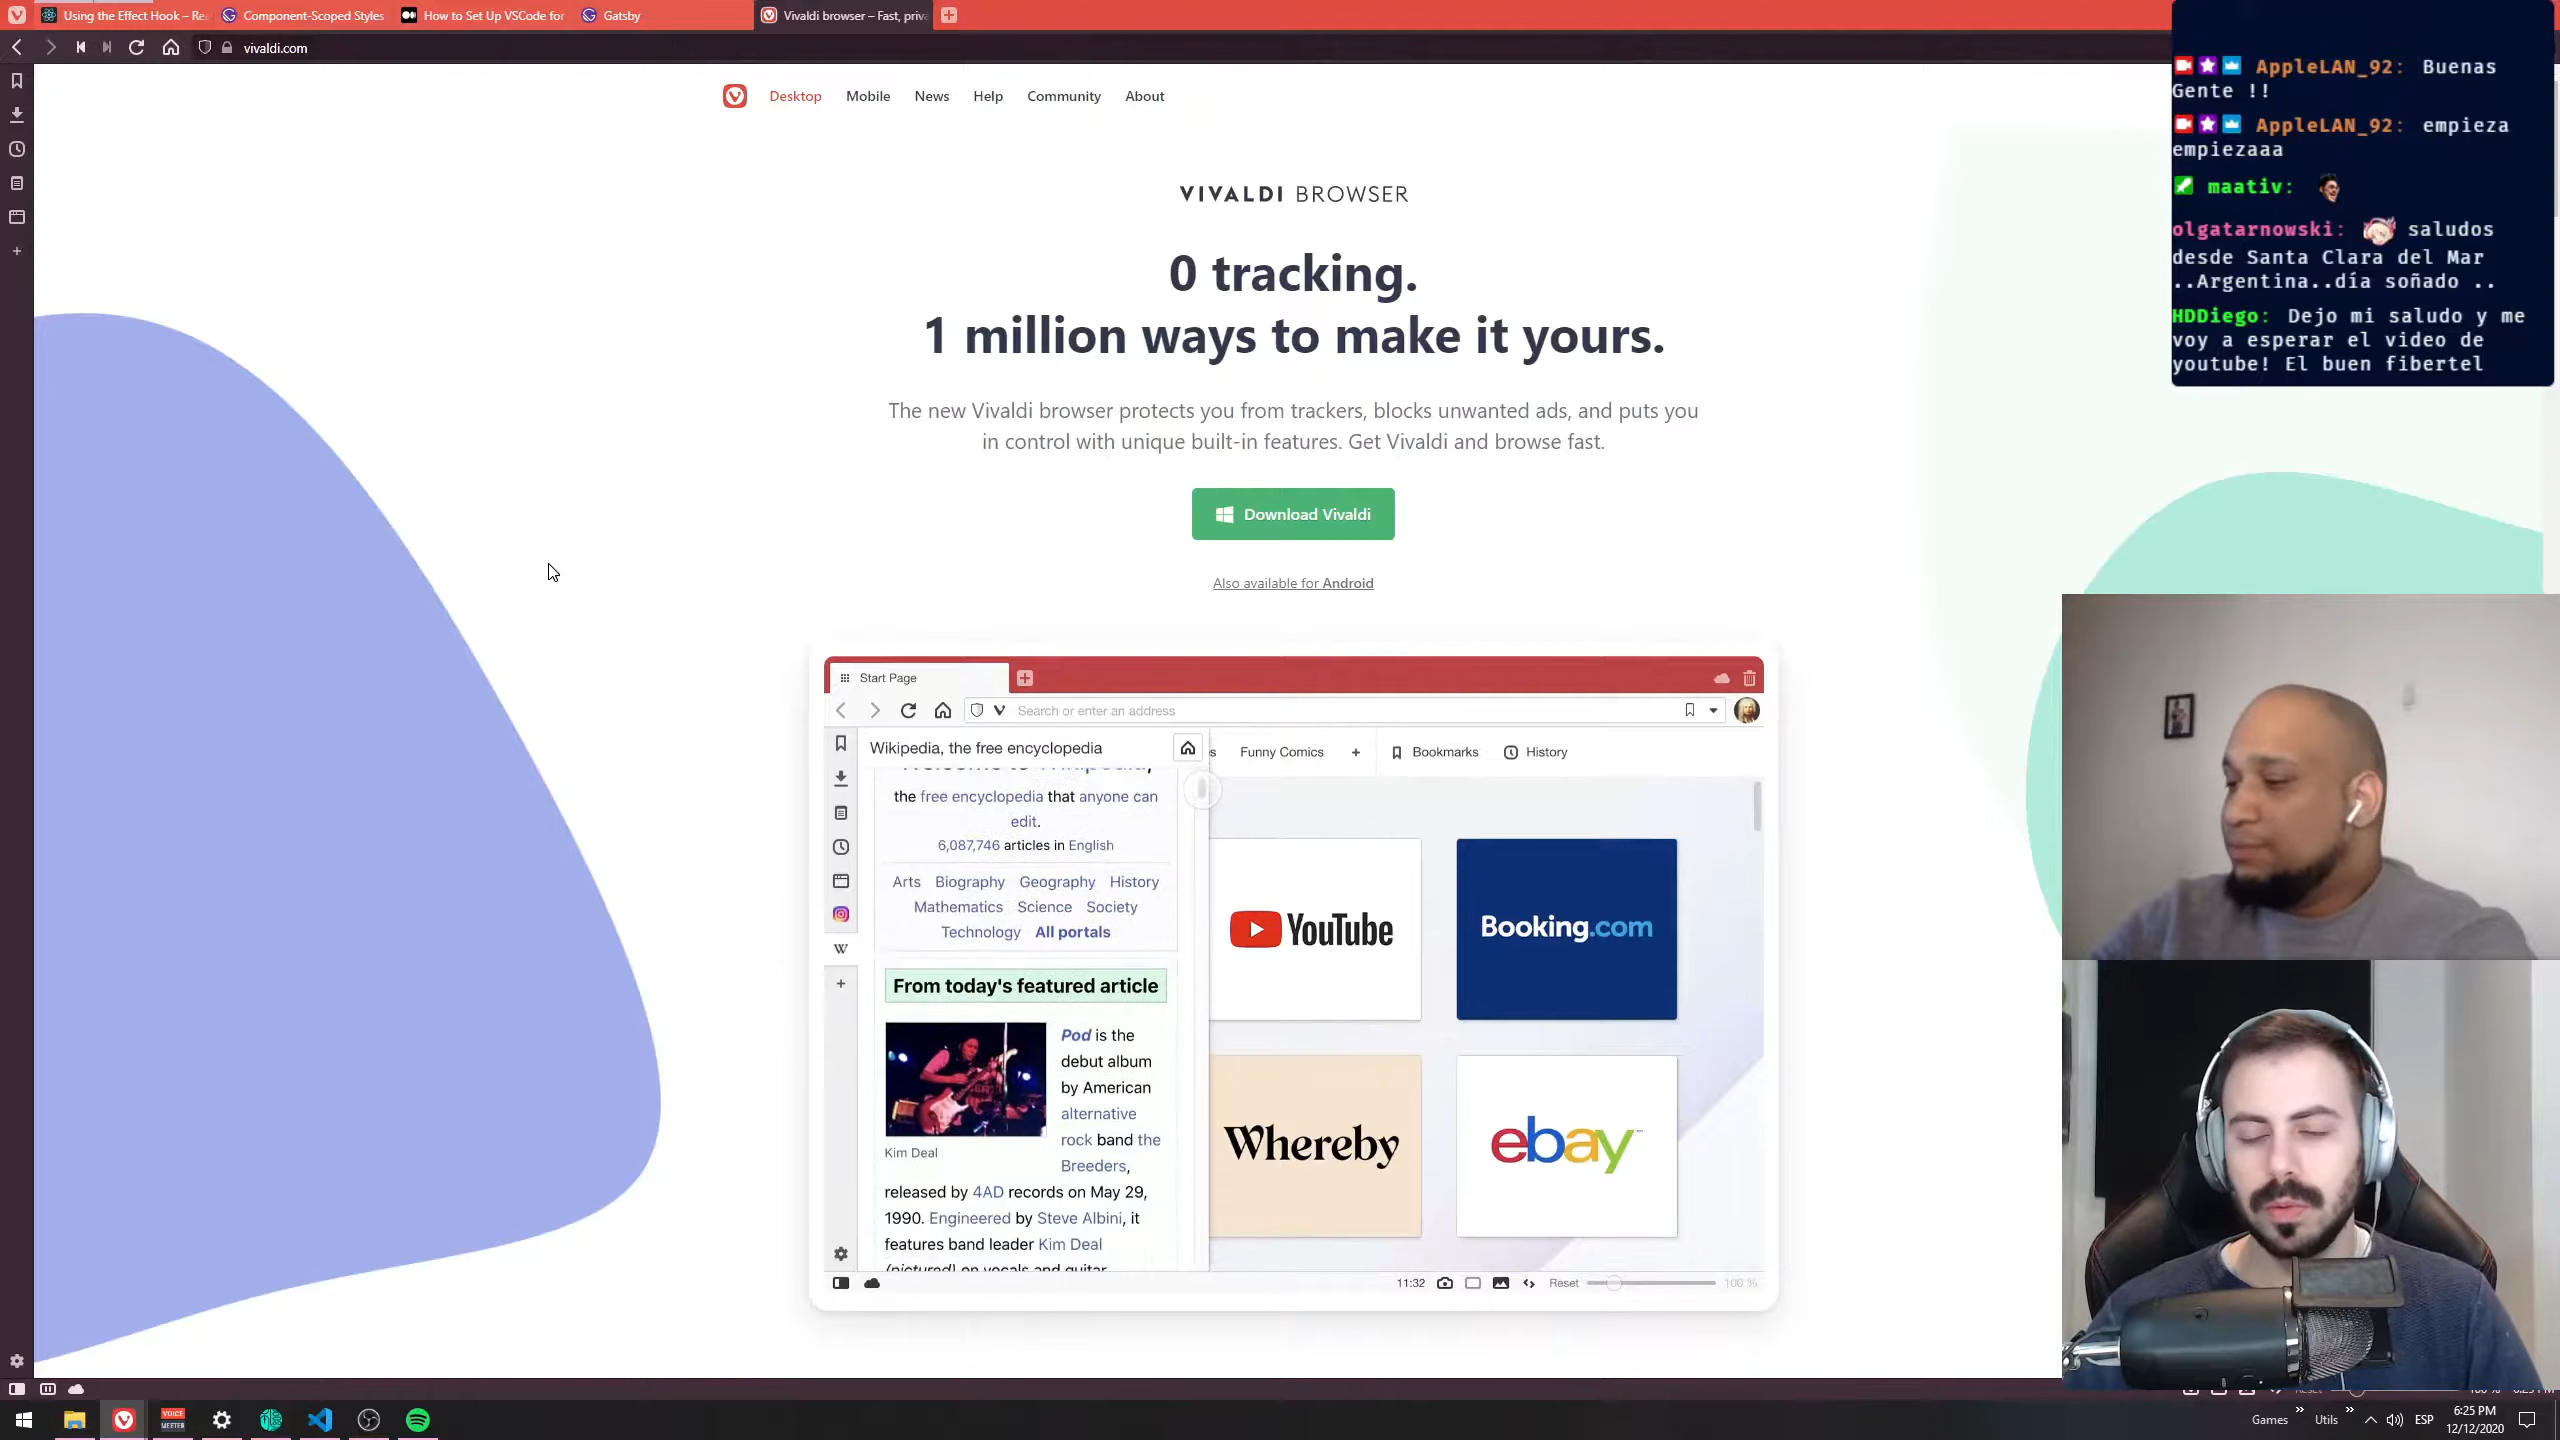 Using the Effect Hook – Rea
Component-Scoped Styles
How to Set Up VSCode for
Gatsby
Vivaldi browser – Fast, priva
vivaldi.com
Desktop
Mobile
News
Help
Community
About
VIVALDI BROWSER
0 tracking.
1 million ways to make it yours.
The new Vivaldi browser protects you from trackers, blocks unwanted ads, and puts you
in control with unique built-in features. Get Vivaldi and browse fast.
Download Vivaldi
Also available for Android
Start Page
Search or enter an address
Wikipedia, the free encyclopedia
s
Funny Comics
+
Bookmarks
History
the free encyclopedia that anyone can
edit.
6,087,746 articles in English
Arts Biography Geography History
Mathematics Science Society
Technology All portals
From today's featured article
Pod is the
debut album
by American
alternative
rock band the
Breeders,
Kim Deal
released by 4AD records on May 29,
1990. Engineered by Steve Albini, it
features band leader Kim Deal
(pictured) on vocals and guitar,
YouTube
Booking.com
Whereby
ebay
11:32
Reset
100 %
AppleLAN_92: Buenas
Gente !!
AppleLAN_92: empieza
empiezaaa
maativ:
olgatarnowski: saludos
desde Santa Clara del Mar
..Argentina..día soñado ..
HDDiego: Dejo mi saludo y me
voy a esperar el video de
youtube! El buen fibertel
VOICE
MEETER
Games
Utils
ESP
6:25 PM
12/12/2020